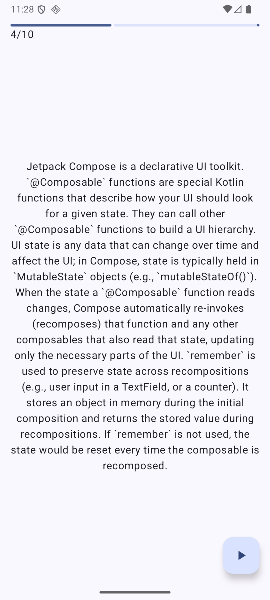 11:28
4/10
Jetpack Compose is a declarative UI toolkit.
`@Composable` functions are special Kotlin
functions that describe how your UI should look
for a given state. They can call other
`@Composable` functions to build a UI hierarchy.
UI state is any data that can change over time and
affect the UI; in Compose, state is typically held in
`MutableState` objects (e.g., `mutableStateOf()`).
When the state a `@Composable` function reads
changes, Compose automatically re-invokes
(recomposes) that function and any other
composables that also read that state, updating
only the necessary parts of the UI. `remember` is
used to preserve state across recompositions
(e.g., user input in a TextField, or a counter). It
stores an object in memory during the initial
composition and returns the stored value during
recompositions. If `remember` is not used, the
state would be reset every time the composable is
recomposed.